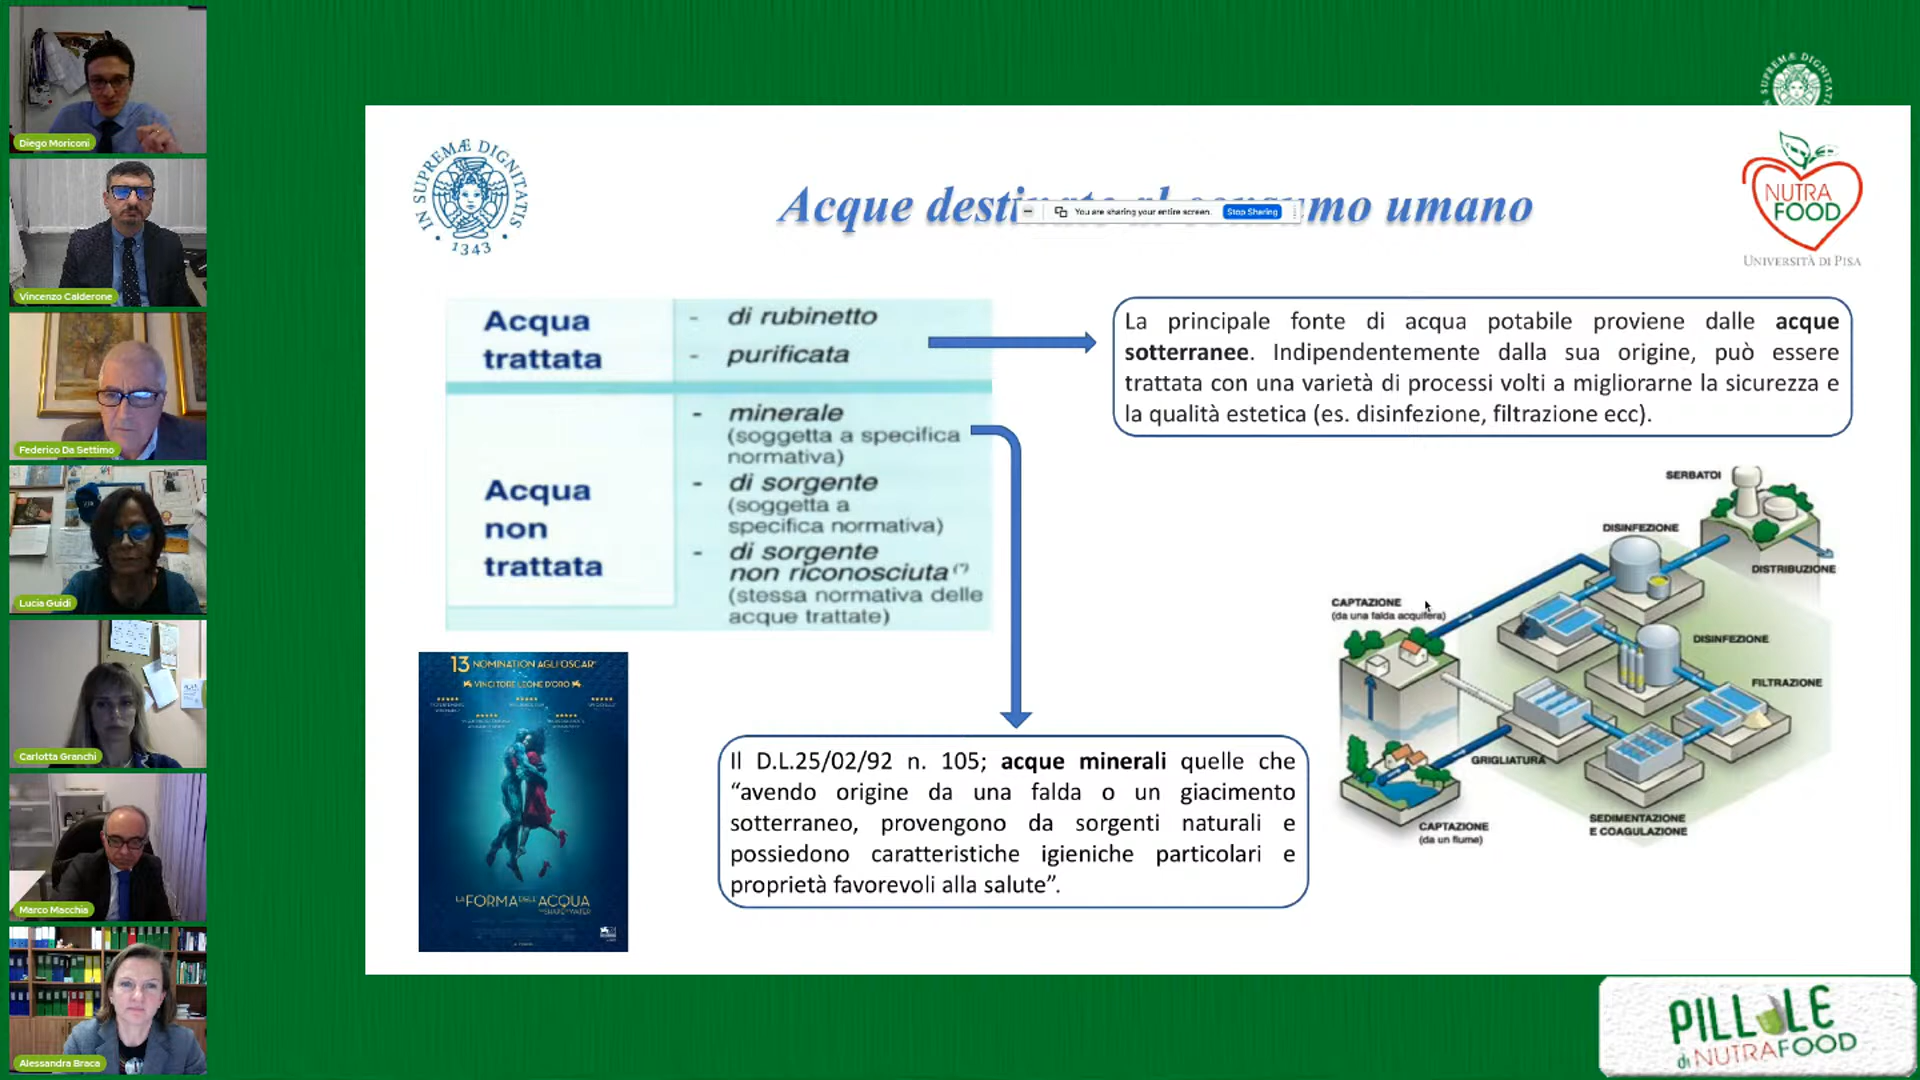 Diego Moriconi
Vincenzo Calderone
Federico Da Settimo
Lucia Guidi
Carlotta Granchi
Marco Macchia
Alessandra Braca
IN SUPREMÆ DIGNITATIS
• 1343 •
Acque
umano
You are sharing your entire screen.
Stop Sharing
NUTRA
FOOD
UNIVERSITÀ DI PISA
Acqua
trattata
- di rubinetto
- purificata
Acqua
non
trattata
- minerale
(soggetta a specifica
normativa)
- di sorgente
(soggetta a
specifica normativa)
- di sorgente
non riconosciuta (*)
(stessa normativa delle
acque trattate)
La principale fonte di acqua potabile proviene dalle acque
sotterranee. Indipendentemente dalla sua origine, può essere
trattata con una varietà di processi volti a migliorarne la sicurezza e
la qualità estetica (es. disinfezione, filtrazione ecc).
SERBATOI
DISINFEZIONE
DISTRIBUZIONE
CAPTAZIONE
(da una falda acquifera)
DISINFEZIONE
FILTRAZIONE
GRIGLIATURA
SEDIMENTAZIONE
E COAGULAZIONE
CAPTAZIONE
(da un fiume)
13 NOMINATION AGLI OSCAR
VINCITORE LEONE D'ORO
LA FORMA DELL'ACQUA
Il D.L.25/02/92 n. 105; acque minerali quelle che
“avendo origine da una falda o un giacimento
sotterraneo, provengono da sorgenti naturali e
possiedono caratteristiche igieniche particolari e
proprietà favorevoli alla salute”.
PILLOLE
di NUTRAFOOD